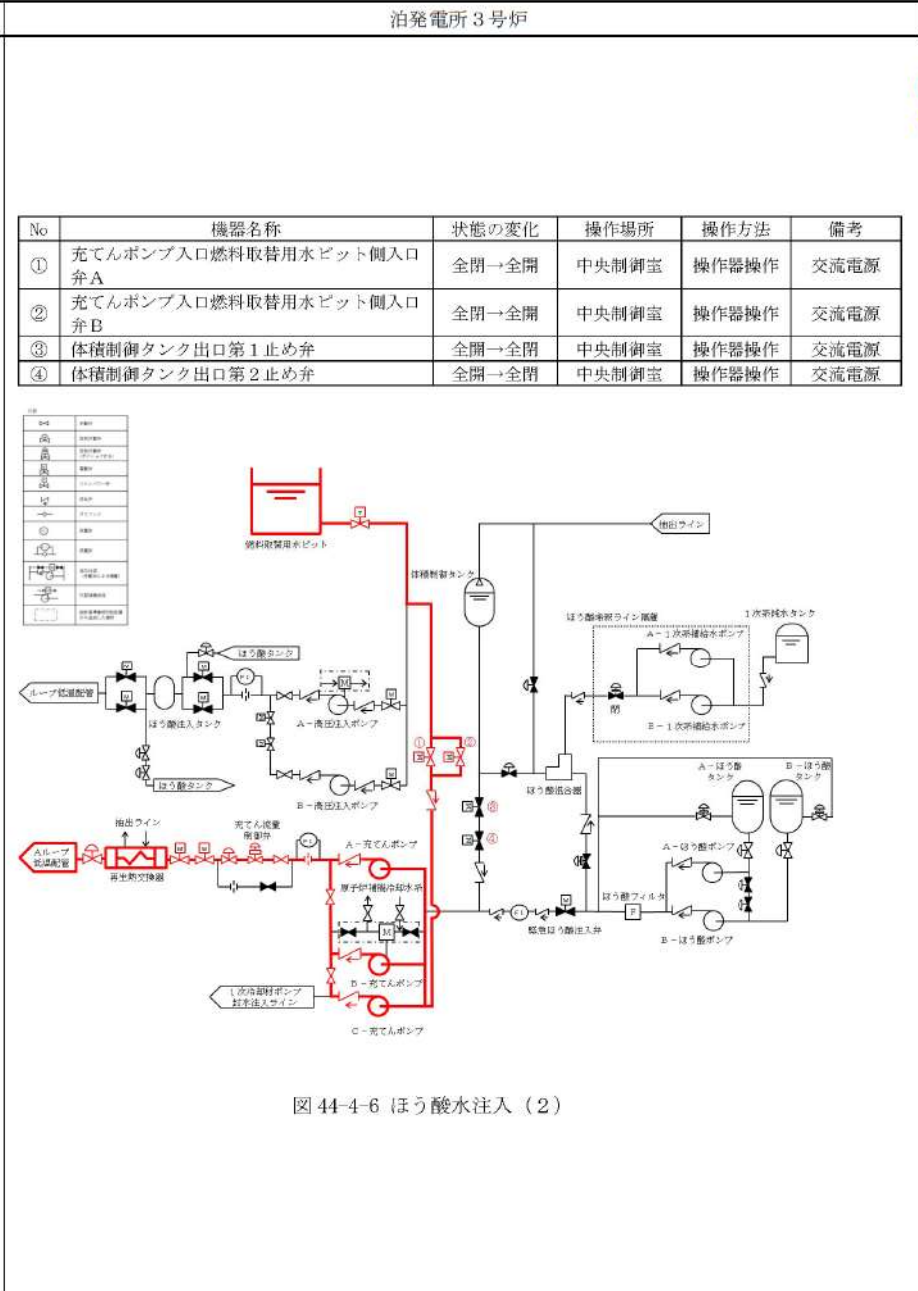 泊発電所3号炉
No 機器名称 状態の変化 操作場所 操作方法 備考
① 充てんポンプ入口燃料取替用水ピット側入口弁A 全閉→全開 中央制御室 操作器操作 交流電源
② 充てんポンプ入口燃料取替用水ピット側入口弁B 全閉→全開 中央制御室 操作器操作 交流電源
③ 体積制御タンク出口第1止め弁 全開→全閉 中央制御室 操作器操作 交流電源
④ 体積制御タンク出口第2止め弁 全開→全閉 中央制御室 操作器操作 交流電源
燃料取替用水ピット
抽出ライン
体積制御タンク
ほう酸希釈ライン隔離
1次系純水タンク
A-1次系補給水ポンプ
ほう酸タンク
ループ低温配管
ほう酸注入タンク
A-高圧注入ポンプ
閉
B-1次系補給水ポンプ
① ②
ほう酸タンク
B-高圧注入ポンプ
ほう酸混合器
A-ほう酸タンク
B-ほう酸タンク
③
④
抽出ライン
充てん流量制御弁
Aループ低温配管
再生熱交換器
A-充てんポンプ
原子炉補機冷却水系
A-ほう酸ポンプ
ほう酸フィルタ
緊急ほう酸注入弁
B-ほう酸ポンプ
B-充てんポンプ
1次冷却材ポンプ封水注入ライン
C-充てんポンプ
図 44-4-6 ほう酸水注入(2)